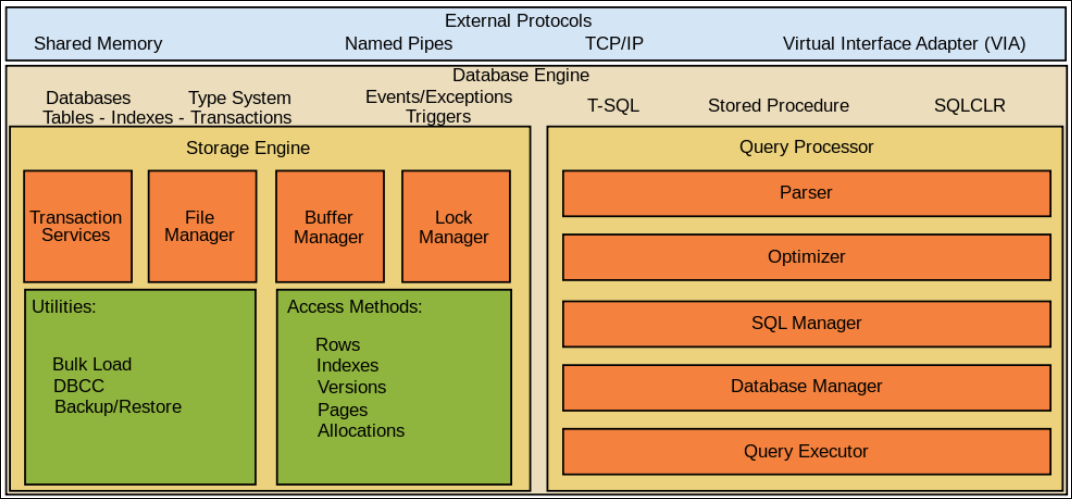 External Protocols
Shared Memory Named Pipes TCP/IP Virtual Interface Adapter (VIA)
Database Engine
Databases Type System Events/Exceptions T-SQL Stored Procedure SQLCLR
Tables - Indexes - Transactions Triggers
Storage Engine
Transaction
Services
File
Manager
Buffer
Manager
Lock
Manager
Utilities:
Bulk Load
DBCC
Backup/Restore
Access Methods:
Rows
Indexes
Versions
Pages
Allocations
Query Processor
Parser
Optimizer
SQL Manager
Database Manager
Query Executor